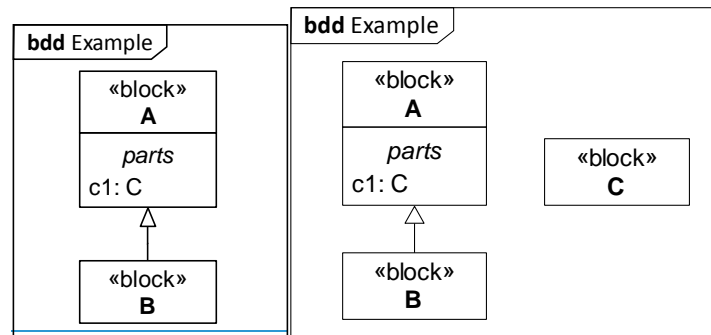 bdd Example
«block»
A
parts
c1: C
«block»
B
bdd Example
«block»
A
parts
c1: C
«block»
B
«block»
C